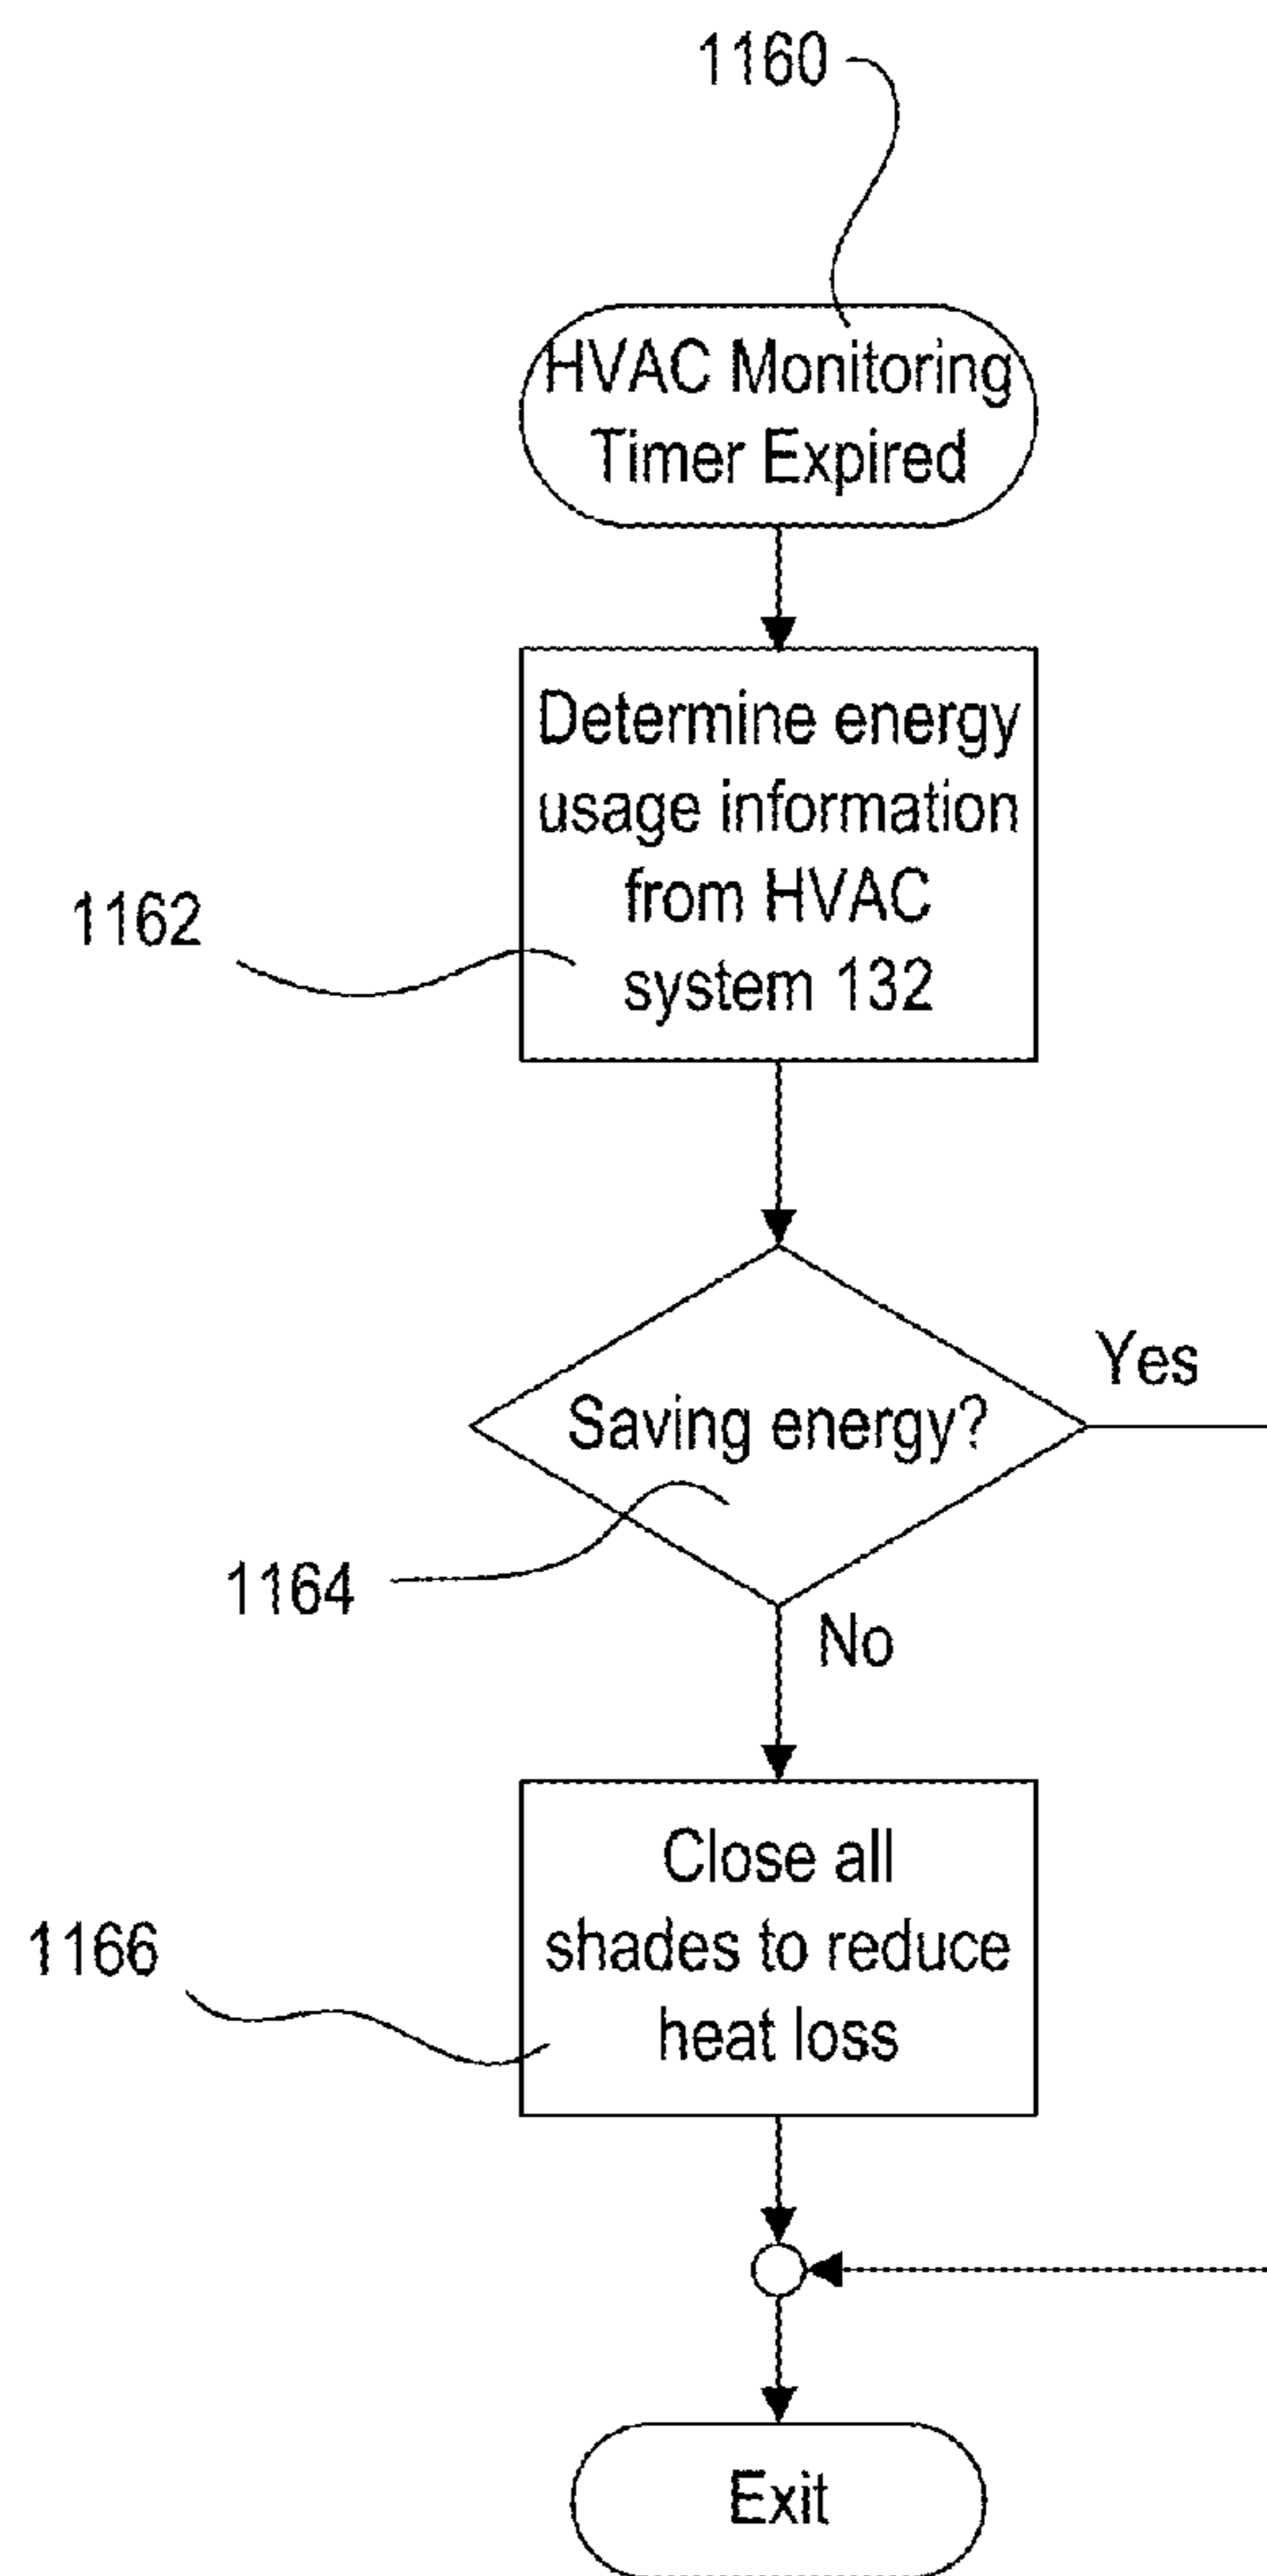 1160
HVAC Monitoring
Timer Expired
Determine energy
usage information
from HVAC
system 132
1162
Saving energy?
Yes
1164
No
Close all
shades to reduce
heat loss
1166
Exit